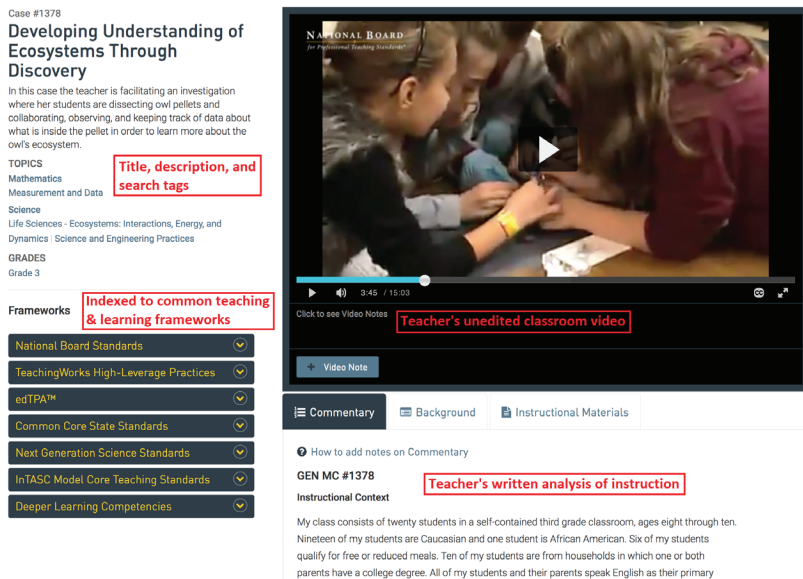 Case #1378
Developing Understanding of
Ecosystems Through
Discovery
In this case the teacher is facilitating an investigation
where her students are dissecting owl pellets and
collaborating, observing, and keeping track of data about
what is inside the pellet in order to learn more about the
owl's ecosystem.
TOPICS
Mathematics
Measurement and Data
Title, description, and
search tags
Science
Life Sciences - Ecosystems: Interactions, Energy, and
Dynamics | Science and Engineering Practices
GRADES
Grade 3
Frameworks
Indexed to common teaching
& learning frameworks
National Board Standards
TeachingWorks High-Leverage Practices
edTPA™
Common Core State Standards
Next Generation Science Standards
InTASC Model Core Teaching Standards
Deeper Learning Competencies
NATIONAL BOARD
for Professional Teaching Standards®
3:45 / 15:03
CC
Click to see Video Notes
Teacher's unedited classroom video
+ Video Note
Commentary
Background
Instructional Materials
? How to add notes on Commentary
GEN MC #1378
Teacher's written analysis of instruction
Instructional Context
My class consists of twenty students in a self-contained third grade classroom, ages eight through ten.
Nineteen of my students are Caucasian and one student is African American. Six of my students
qualify for free or reduced meals. Ten of my students are from households in which one or both
parents have a college degree. All of my students and their parents speak English as their primary